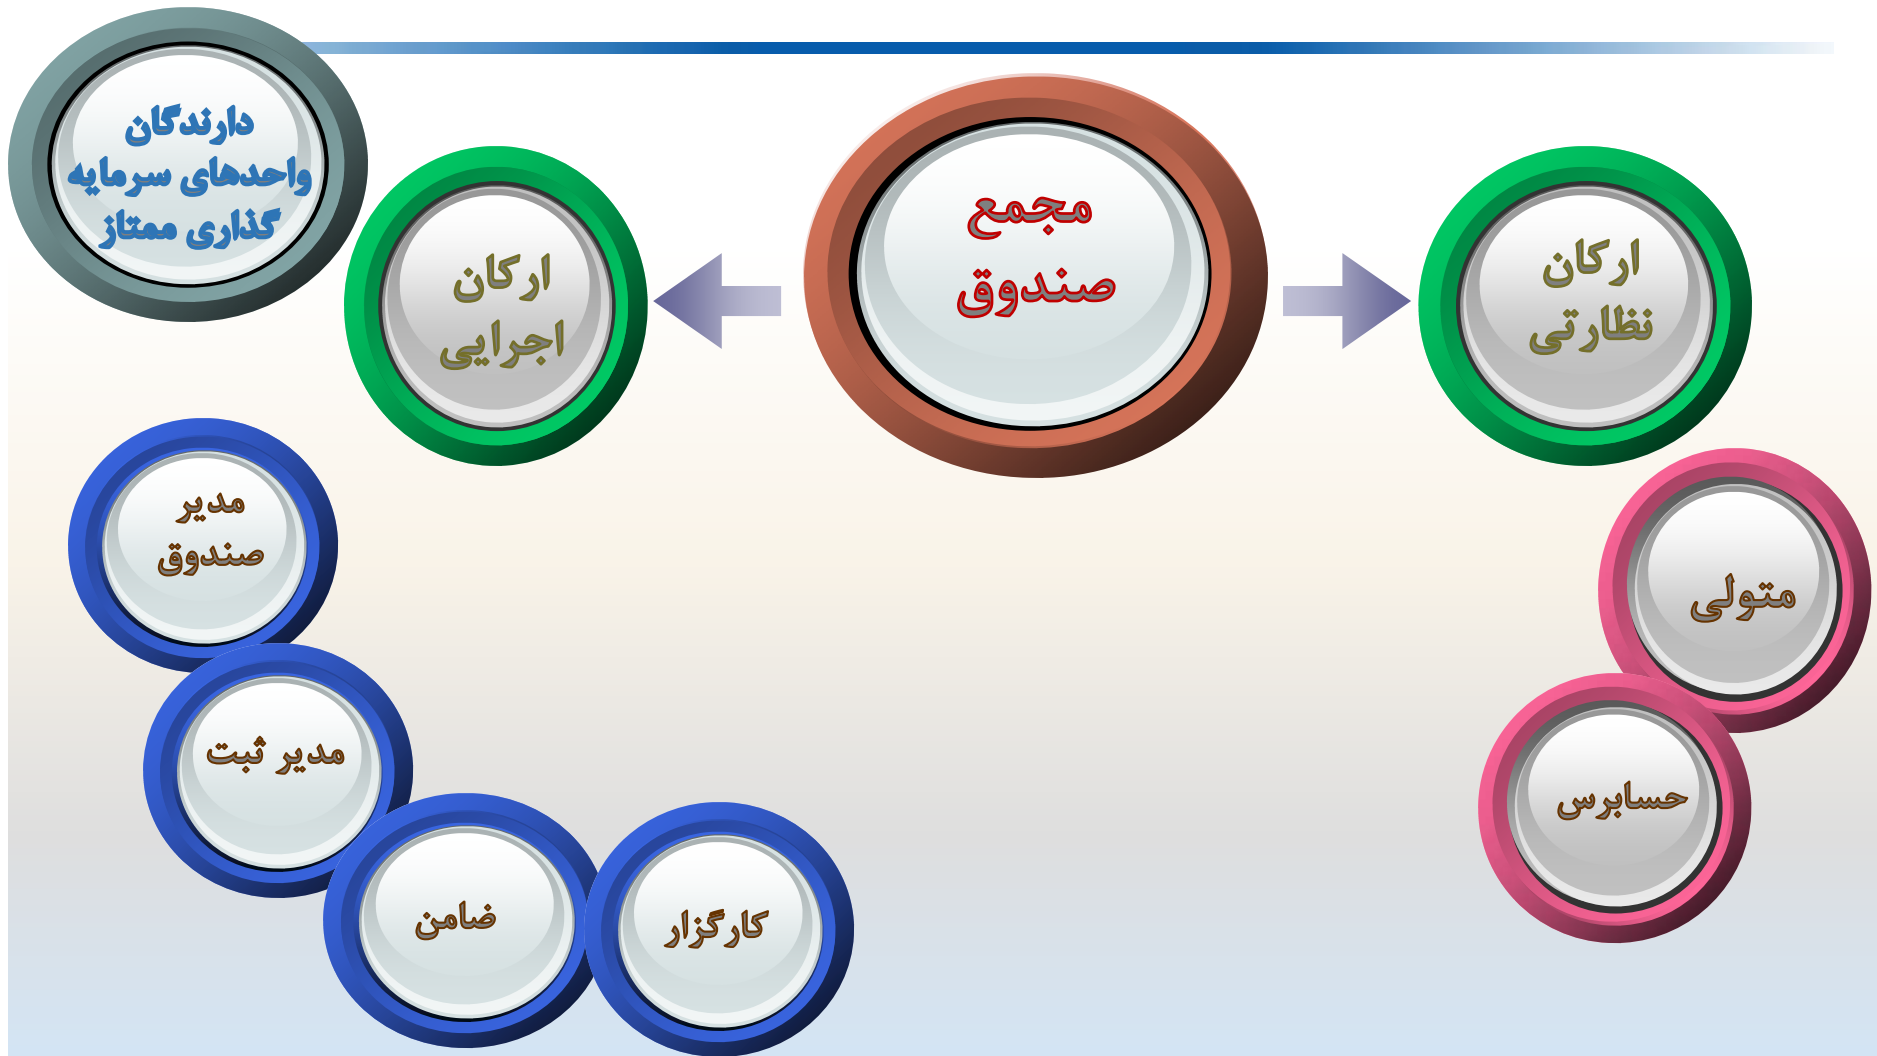 دارندگان
واحدهای سرمایه
گذاری ممتاز
مجمع
صندوق
ارکان
نظارتی
ارکان
اجرایی
متولی
حسابرس
مدیر
صندوق
مدیر ثبت
ضامن
کارگزار